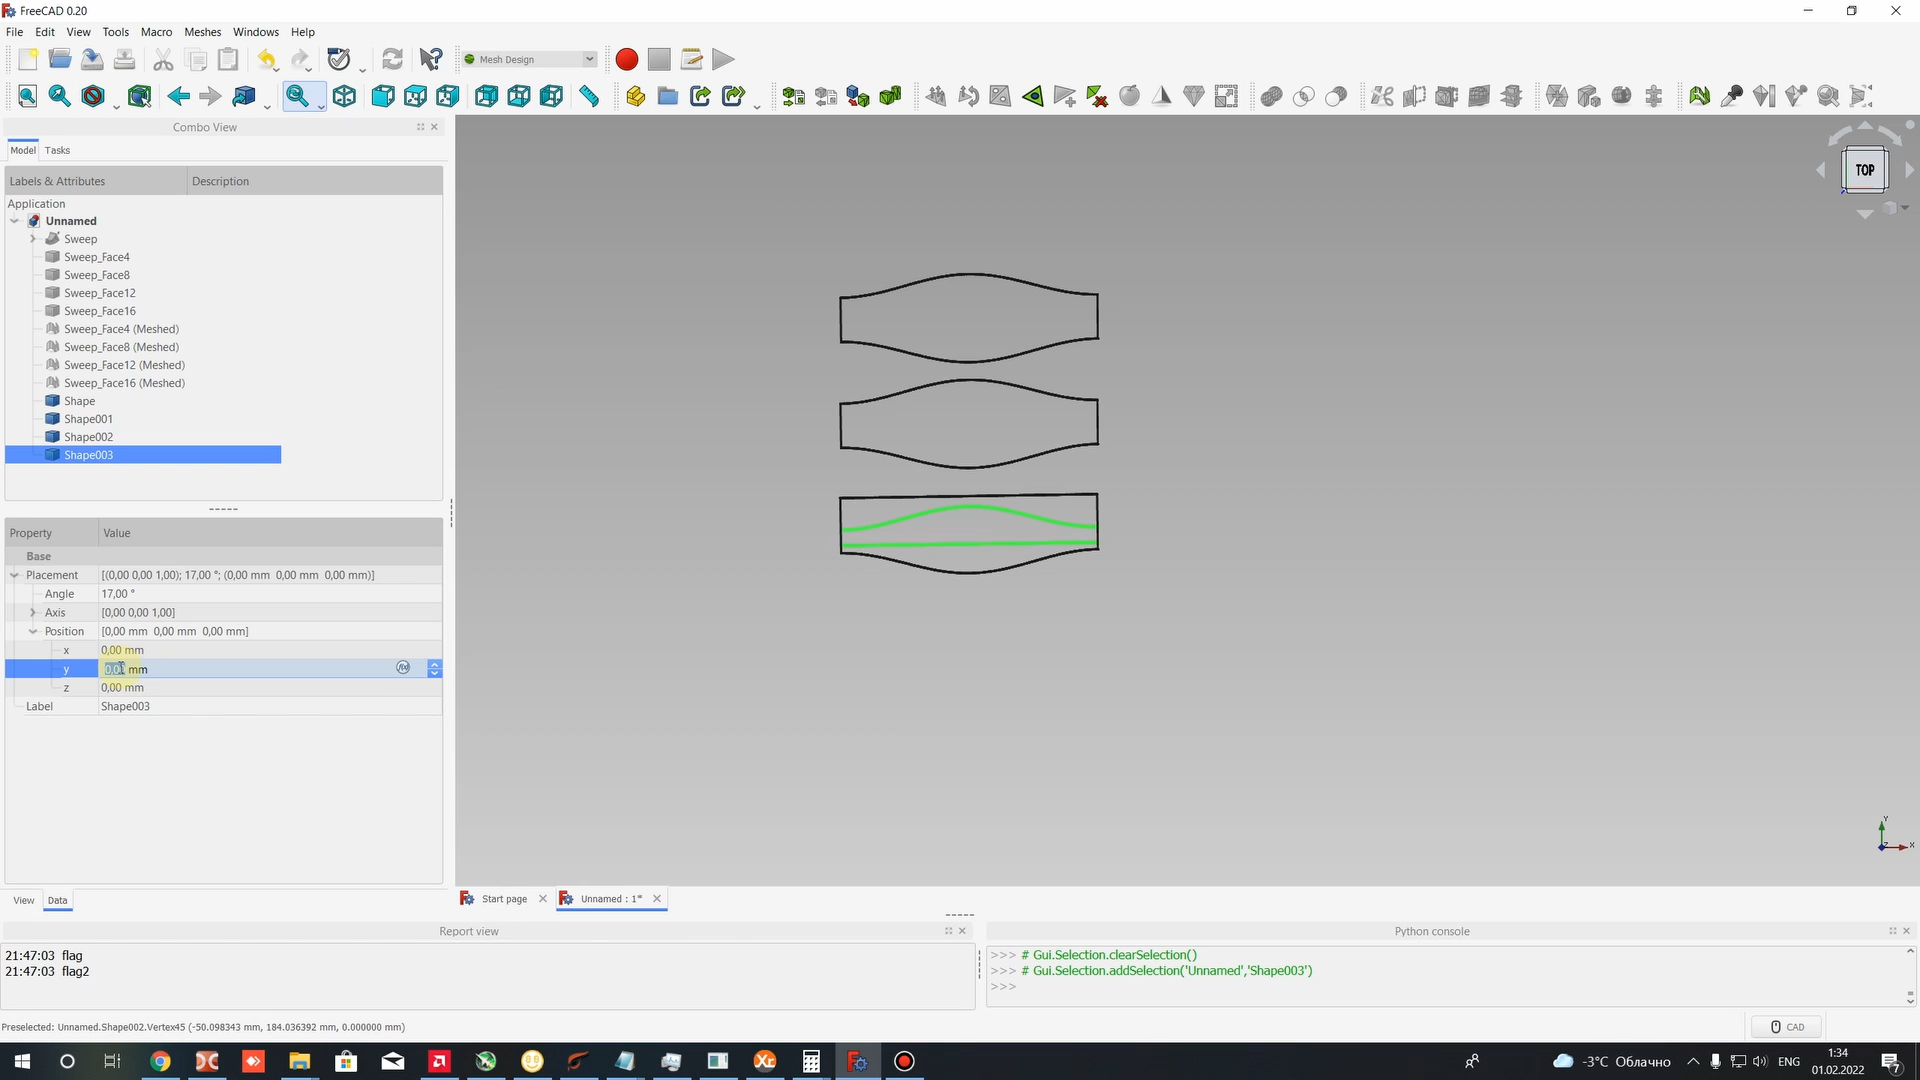 FreeCAD 0.20
File Edit View Tools Macro Meshes Windows Help
Mesh Design
Combo View
Model Tasks
Labels & Attributes Description
Application
Unnamed
Sweep
Sweep_Face4
Sweep_Face8
Sweep_Face12
Sweep_Face16
Sweep_Face4 (Meshed)
Sweep_Face8 (Meshed)
Sweep_Face12 (Meshed)
Sweep_Face16 (Meshed)
Shape
Shape001
Shape002
Shape003
TOP
Property Value
Base
Placement [(0,00 0,00 1,00); 17,00 °; (0,00 mm 0,00 mm 0,00 mm)]
Angle 17,00 °
Axis [0,00 0,00 1,00]
Position [0,00 mm 0,00 mm 0,00 mm]
x 0,00 mm
y mm
z 0,00 mm
Label Shape003
Y
X
Z
View Data
Start page
Unnamed : 1*
Report view
21:47:03 flag
21:47:03 flag2
Python console
>>> # Gui.Selection.clearSelection()
>>> # Gui.Selection.addSelection('Unnamed','Shape003')
>>>
Preselected: Unnamed.Shape002.Vertex45 (-50.098343 mm, 184.036392 mm, 0.000000 mm)
CAD
-3°C Облачно
ENG
1:34
01.02.2022
7